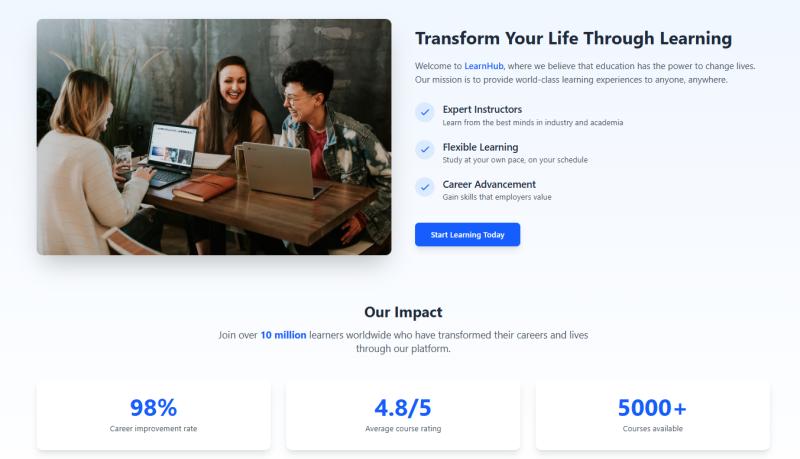 Transform Your Life Through Learning
Welcome to LearnHub, where we believe that education has the power to change lives.
Our mission is to provide world-class learning experiences to anyone, anywhere.
Expert Instructors
Learn from the best minds in industry and academia
Flexible Learning
Study at your own pace, on your schedule
Career Advancement
Gain skills that employers value
Start Learning Today
Our Impact
Join over 10 million learners worldwide who have transformed their careers and lives
through our platform.
98%
Career improvement rate
4.8/5
Average course rating
5000+
Courses available